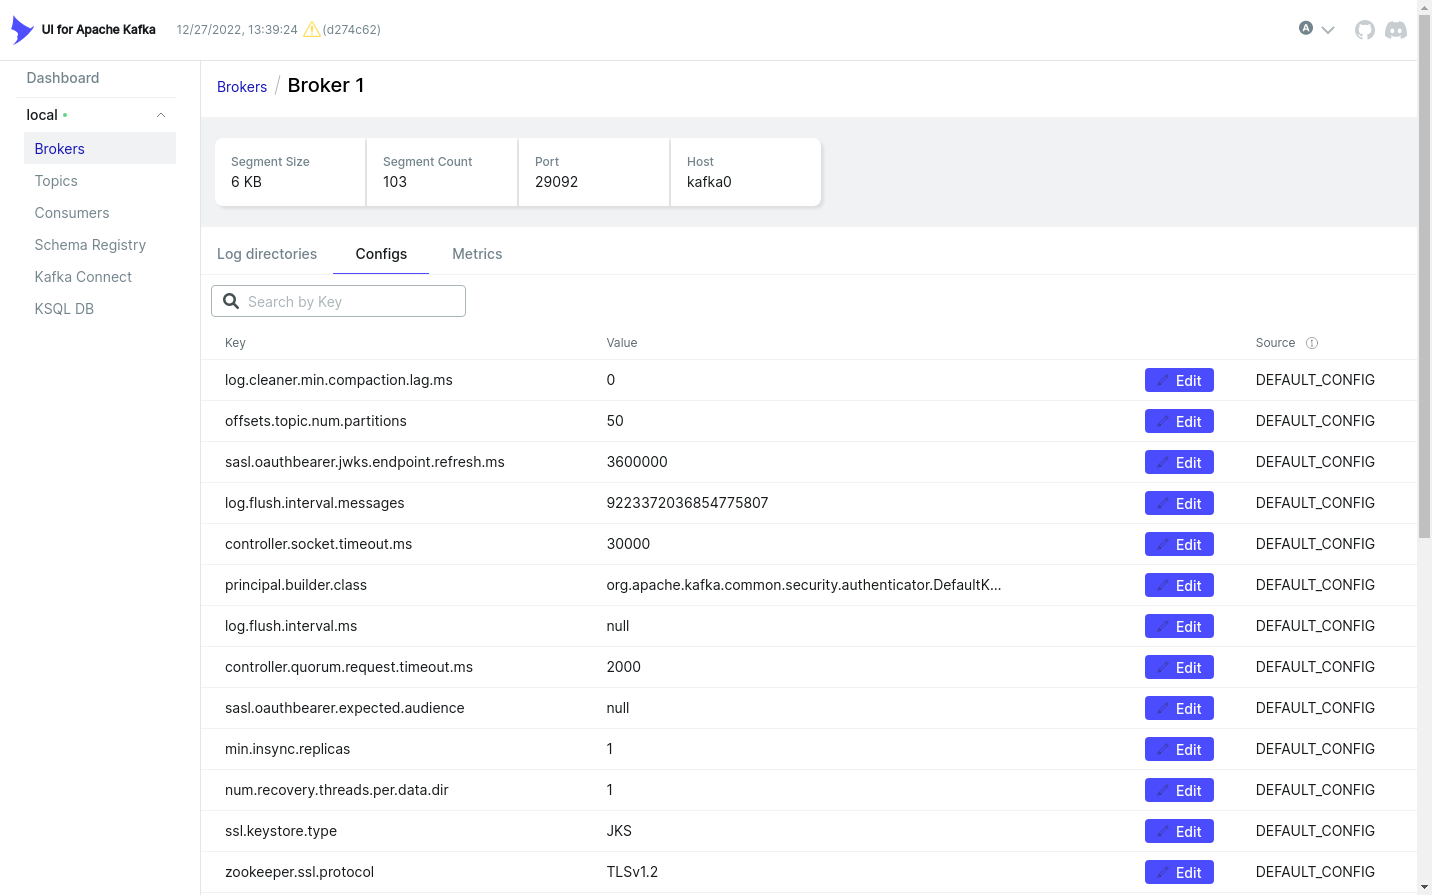 UI for Apache Kafka 12/27/2022, 13:39:24 (d274c62) A
Dashboard
local
Brokers
Topics
Consumers
Schema Registry
Kafka Connect
KSQL DB
Brokers / Broker 1
Segment Size Segment Count Port Host
6 KB 103 29092 kafka0
Log directories Configs Metrics
Search by Key
Key Value Source
log.cleaner.min.compaction.lag.ms 0 Edit DEFAULT_CONFIG
offsets.topic.num.partitions 50 Edit DEFAULT_CONFIG
sasl.oauthbearer.jwks.endpoint.refresh.ms 3600000 Edit DEFAULT_CONFIG
log.flush.interval.messages 9223372036854775807 Edit DEFAULT_CONFIG
controller.socket.timeout.ms 30000 Edit DEFAULT_CONFIG
principal.builder.class org.apache.kafka.common.security.authenticator.DefaultK... Edit DEFAULT_CONFIG
log.flush.interval.ms null Edit DEFAULT_CONFIG
controller.quorum.request.timeout.ms 2000 Edit DEFAULT_CONFIG
sasl.oauthbearer.expected.audience null Edit DEFAULT_CONFIG
min.insync.replicas 1 Edit DEFAULT_CONFIG
num.recovery.threads.per.data.dir 1 Edit DEFAULT_CONFIG
ssl.keystore.type JKS Edit DEFAULT_CONFIG
zookeeper.ssl.protocol TLSv1.2 Edit DEFAULT_CONFIG